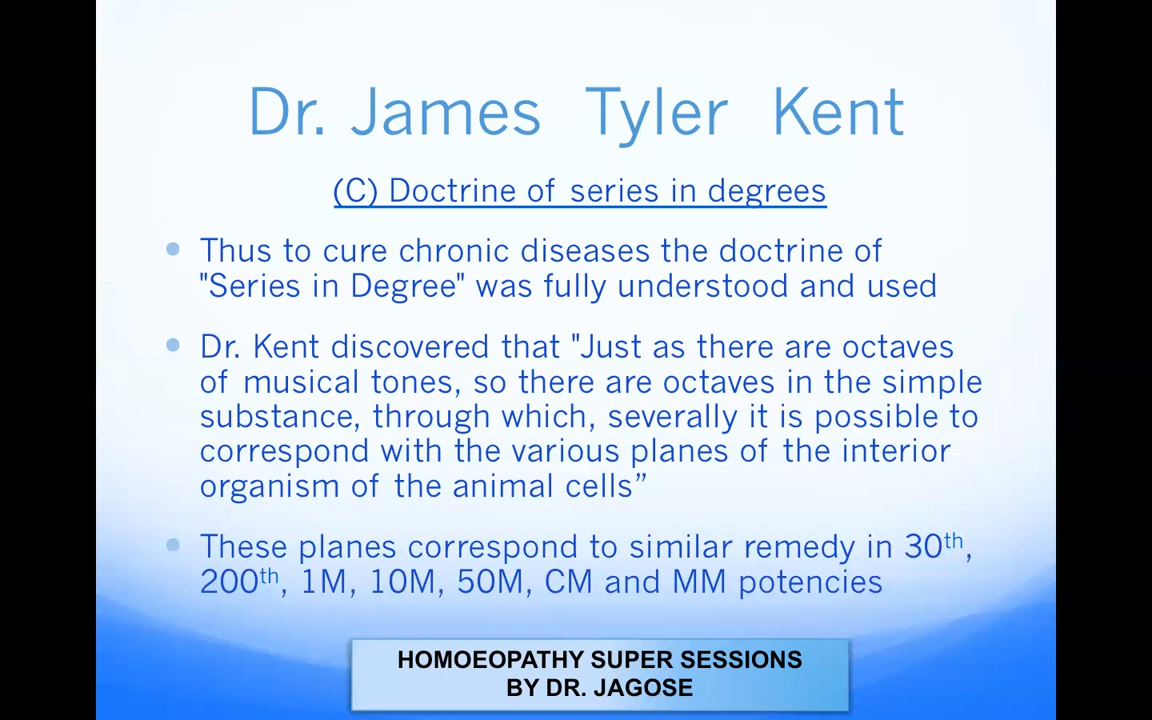 Dr. James Tyler Kent
(C) Doctrine of series in degrees
Thus to cure chronic diseases the doctrine of
"Series in Degree" was fully understood and used
Dr. Kent discovered that "Just as there are octaves
of musical tones, so there are octaves in the simple
substance, through which, severally it is possible to
correspond with the various planes of the interior
organism of the animal cells”
These planes correspond to similar remedy in 30th,
200th, 1M, 10M, 50M, CM and MM potencies
HOMOEOPATHY SUPER SESSIONS
BY DR. JAGOSE